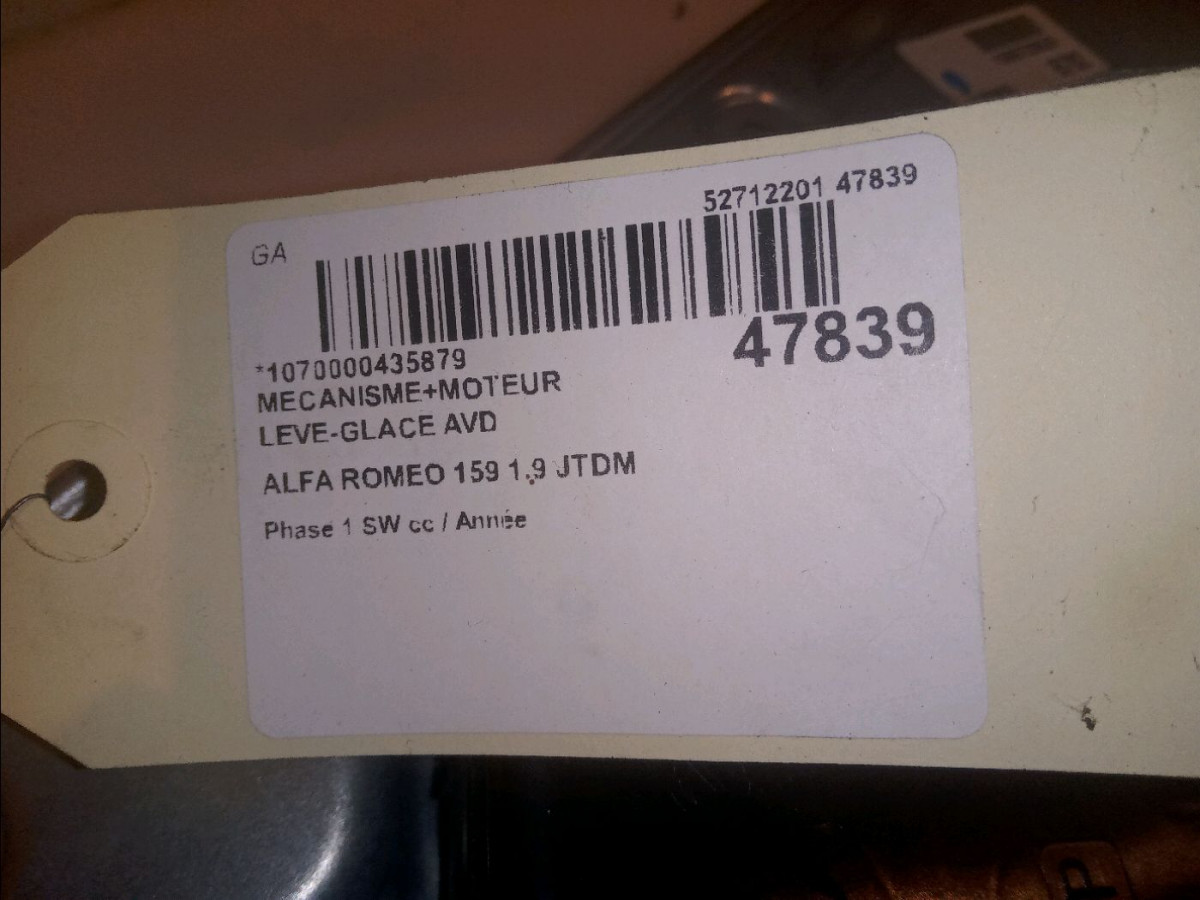 GA
52712201 47839
47839
*1070000435879
MECANISME+MOTEUR
LEVE-GLACE AVD
ALFA ROMEO 159 1.9 JTDM
Phase 1 SW cc / Année
P